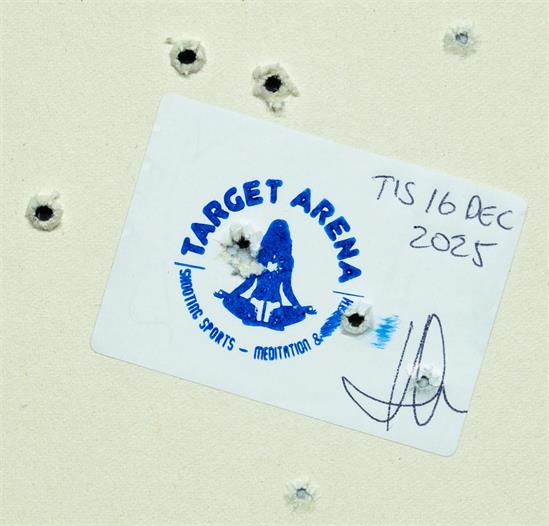 TARGET ARENA
SHOOTING SPORTS – MEDITATION &
TIS 16 DEC
2025